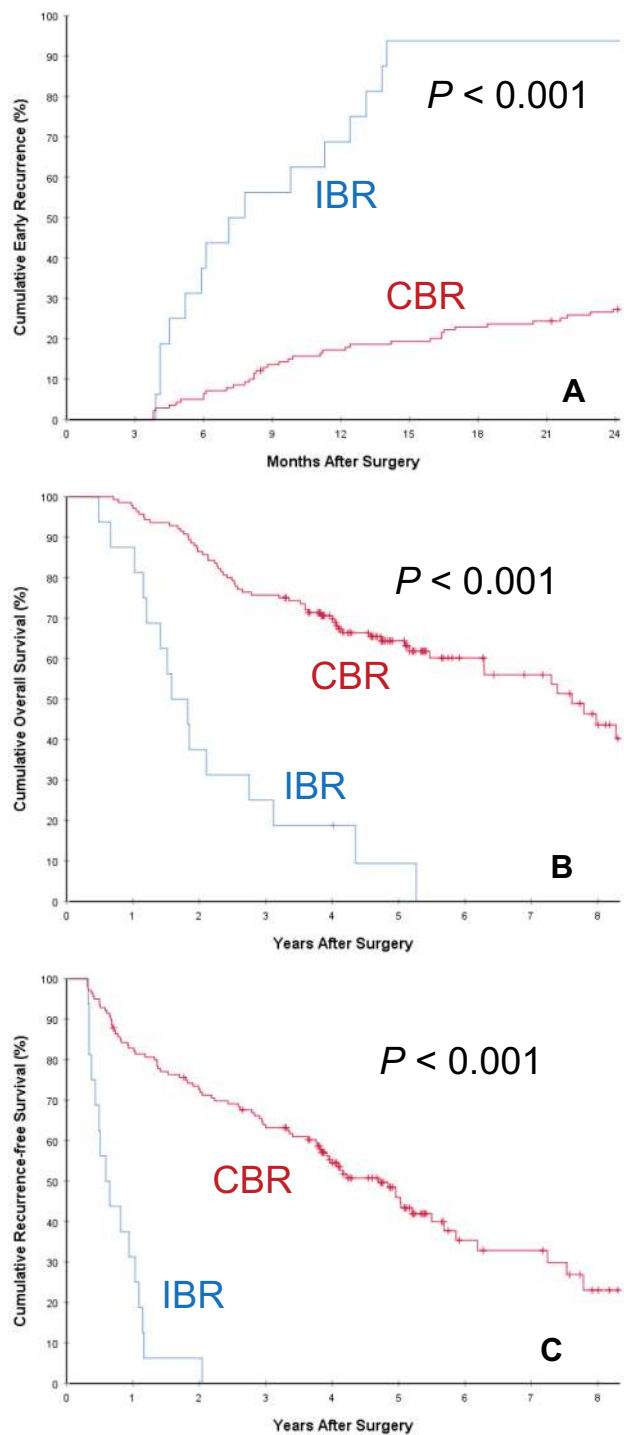 Cumulative Early Recurrence (%)
100
90
80
70
60
50
40
30
20
10
0
P < 0.001
IBR
CBR
A
0 3 6 9 12 15 18 21 24
Months After Surgery
Cumulative Overall Survival (%)
100
90
80
70
60
50
40
30
20
10
0
P < 0.001
CBR
IBR
B
0 1 2 3 4 5 6 7 8
Years After Surgery
Cumulative Recurrence-free Survival (%)
100
90
80
70
60
50
40
30
20
10
0
P < 0.001
CBR
IBR
C
0 1 2 3 4 5 6 7 8
Years After Surgery